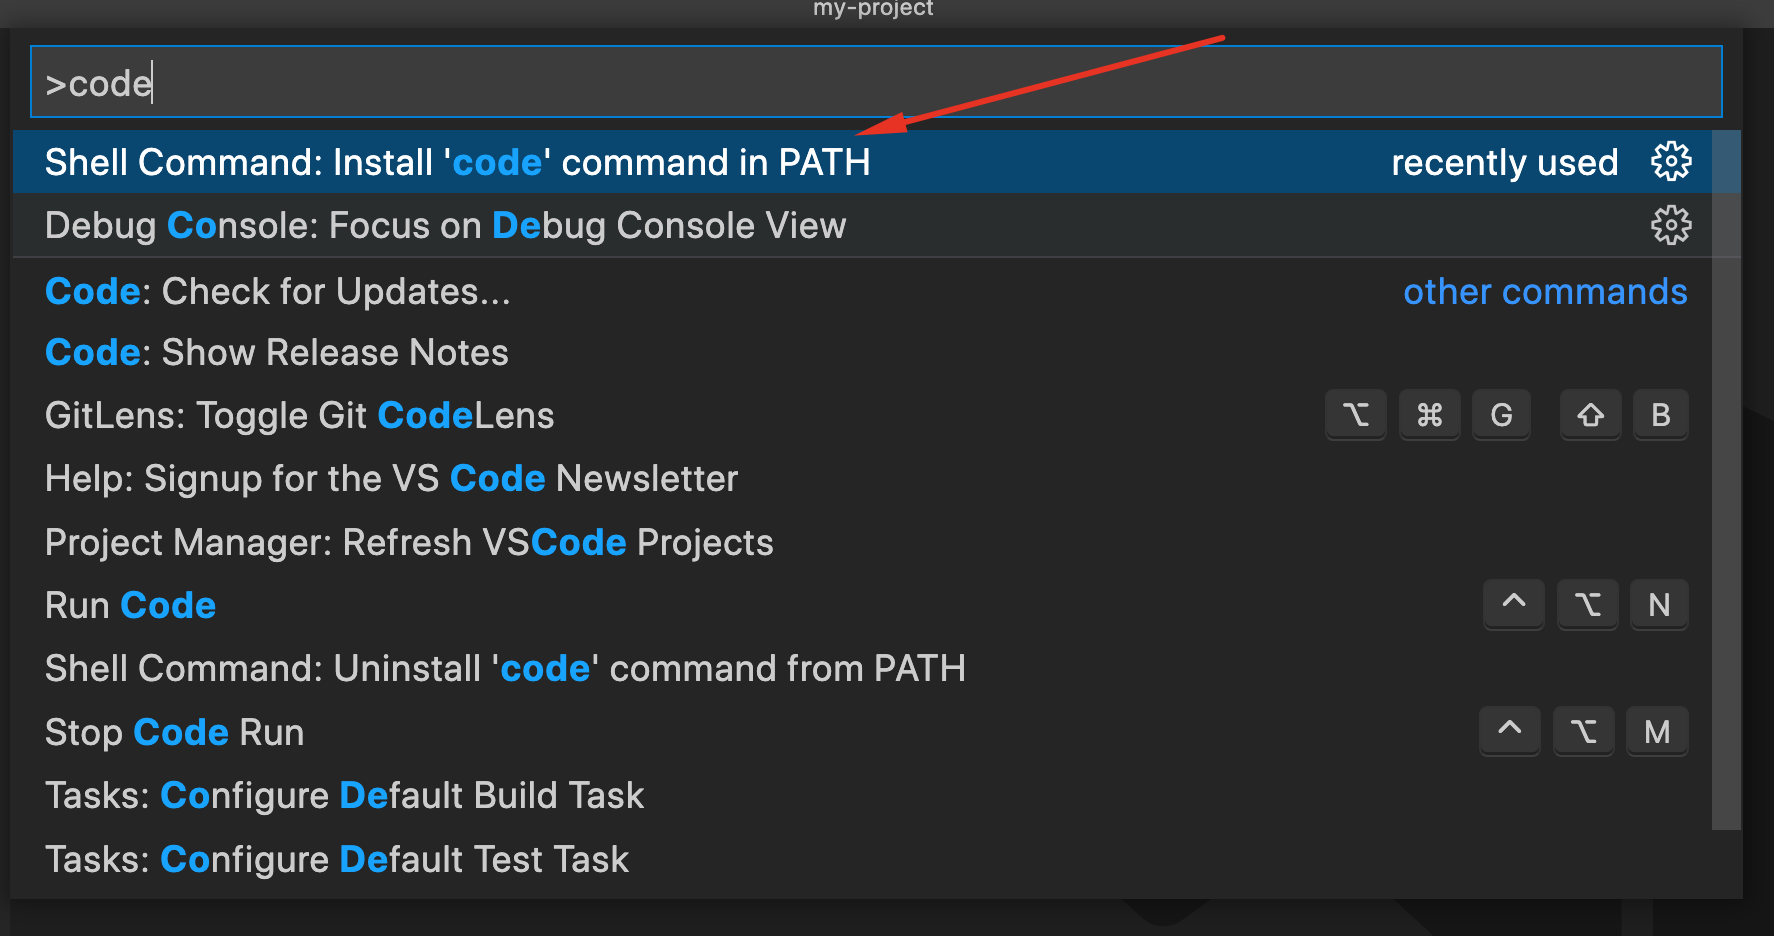 my-project
>code
Shell Command: Install 'code' command in PATH recently used
Debug Console: Focus on Debug Console View
Code: Check for Updates... other commands
Code: Show Release Notes
GitLens: Toggle Git CodeLens ⌥ ⌘ G ⇧ B
Help: Signup for the VS Code Newsletter
Project Manager: Refresh VSCode Projects
Run Code ^ ⌥ N
Shell Command: Uninstall 'code' command from PATH
Stop Code Run ^ ⌥ M
Tasks: Configure Default Build Task
Tasks: Configure Default Test Task